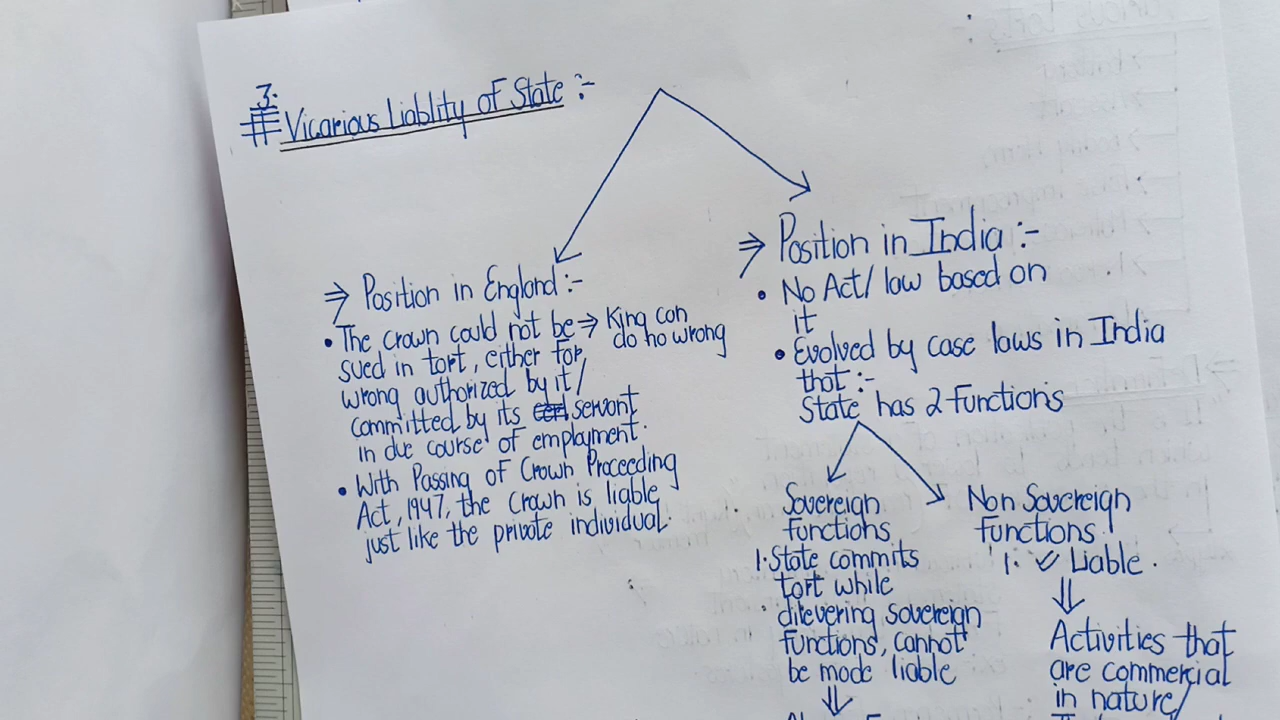 3.
# Vicarious Liablity of State :-
⇒ Position in England :-
• The crown could not be ⇒ King can
do no wrong
sued in tort, either for,
wrong authorized by it /
committed by its servant
in due course of employment.
• With Passing of Crown Proceeding
Act, 1947, the Crown is liable
just like the private individual.
⇒ Position in India :-
• No Act / law based on
it
• Evolved by case laws in India
that :-
State has 2 Functions
Sovereign
functions
1. State commits
tort while
dilevering sovereign
functions, cannot
be made liable
⇓
Non Sovereign
Functions
1. ✓ Liable.
⇓
Activities that
are commercial
in nature /